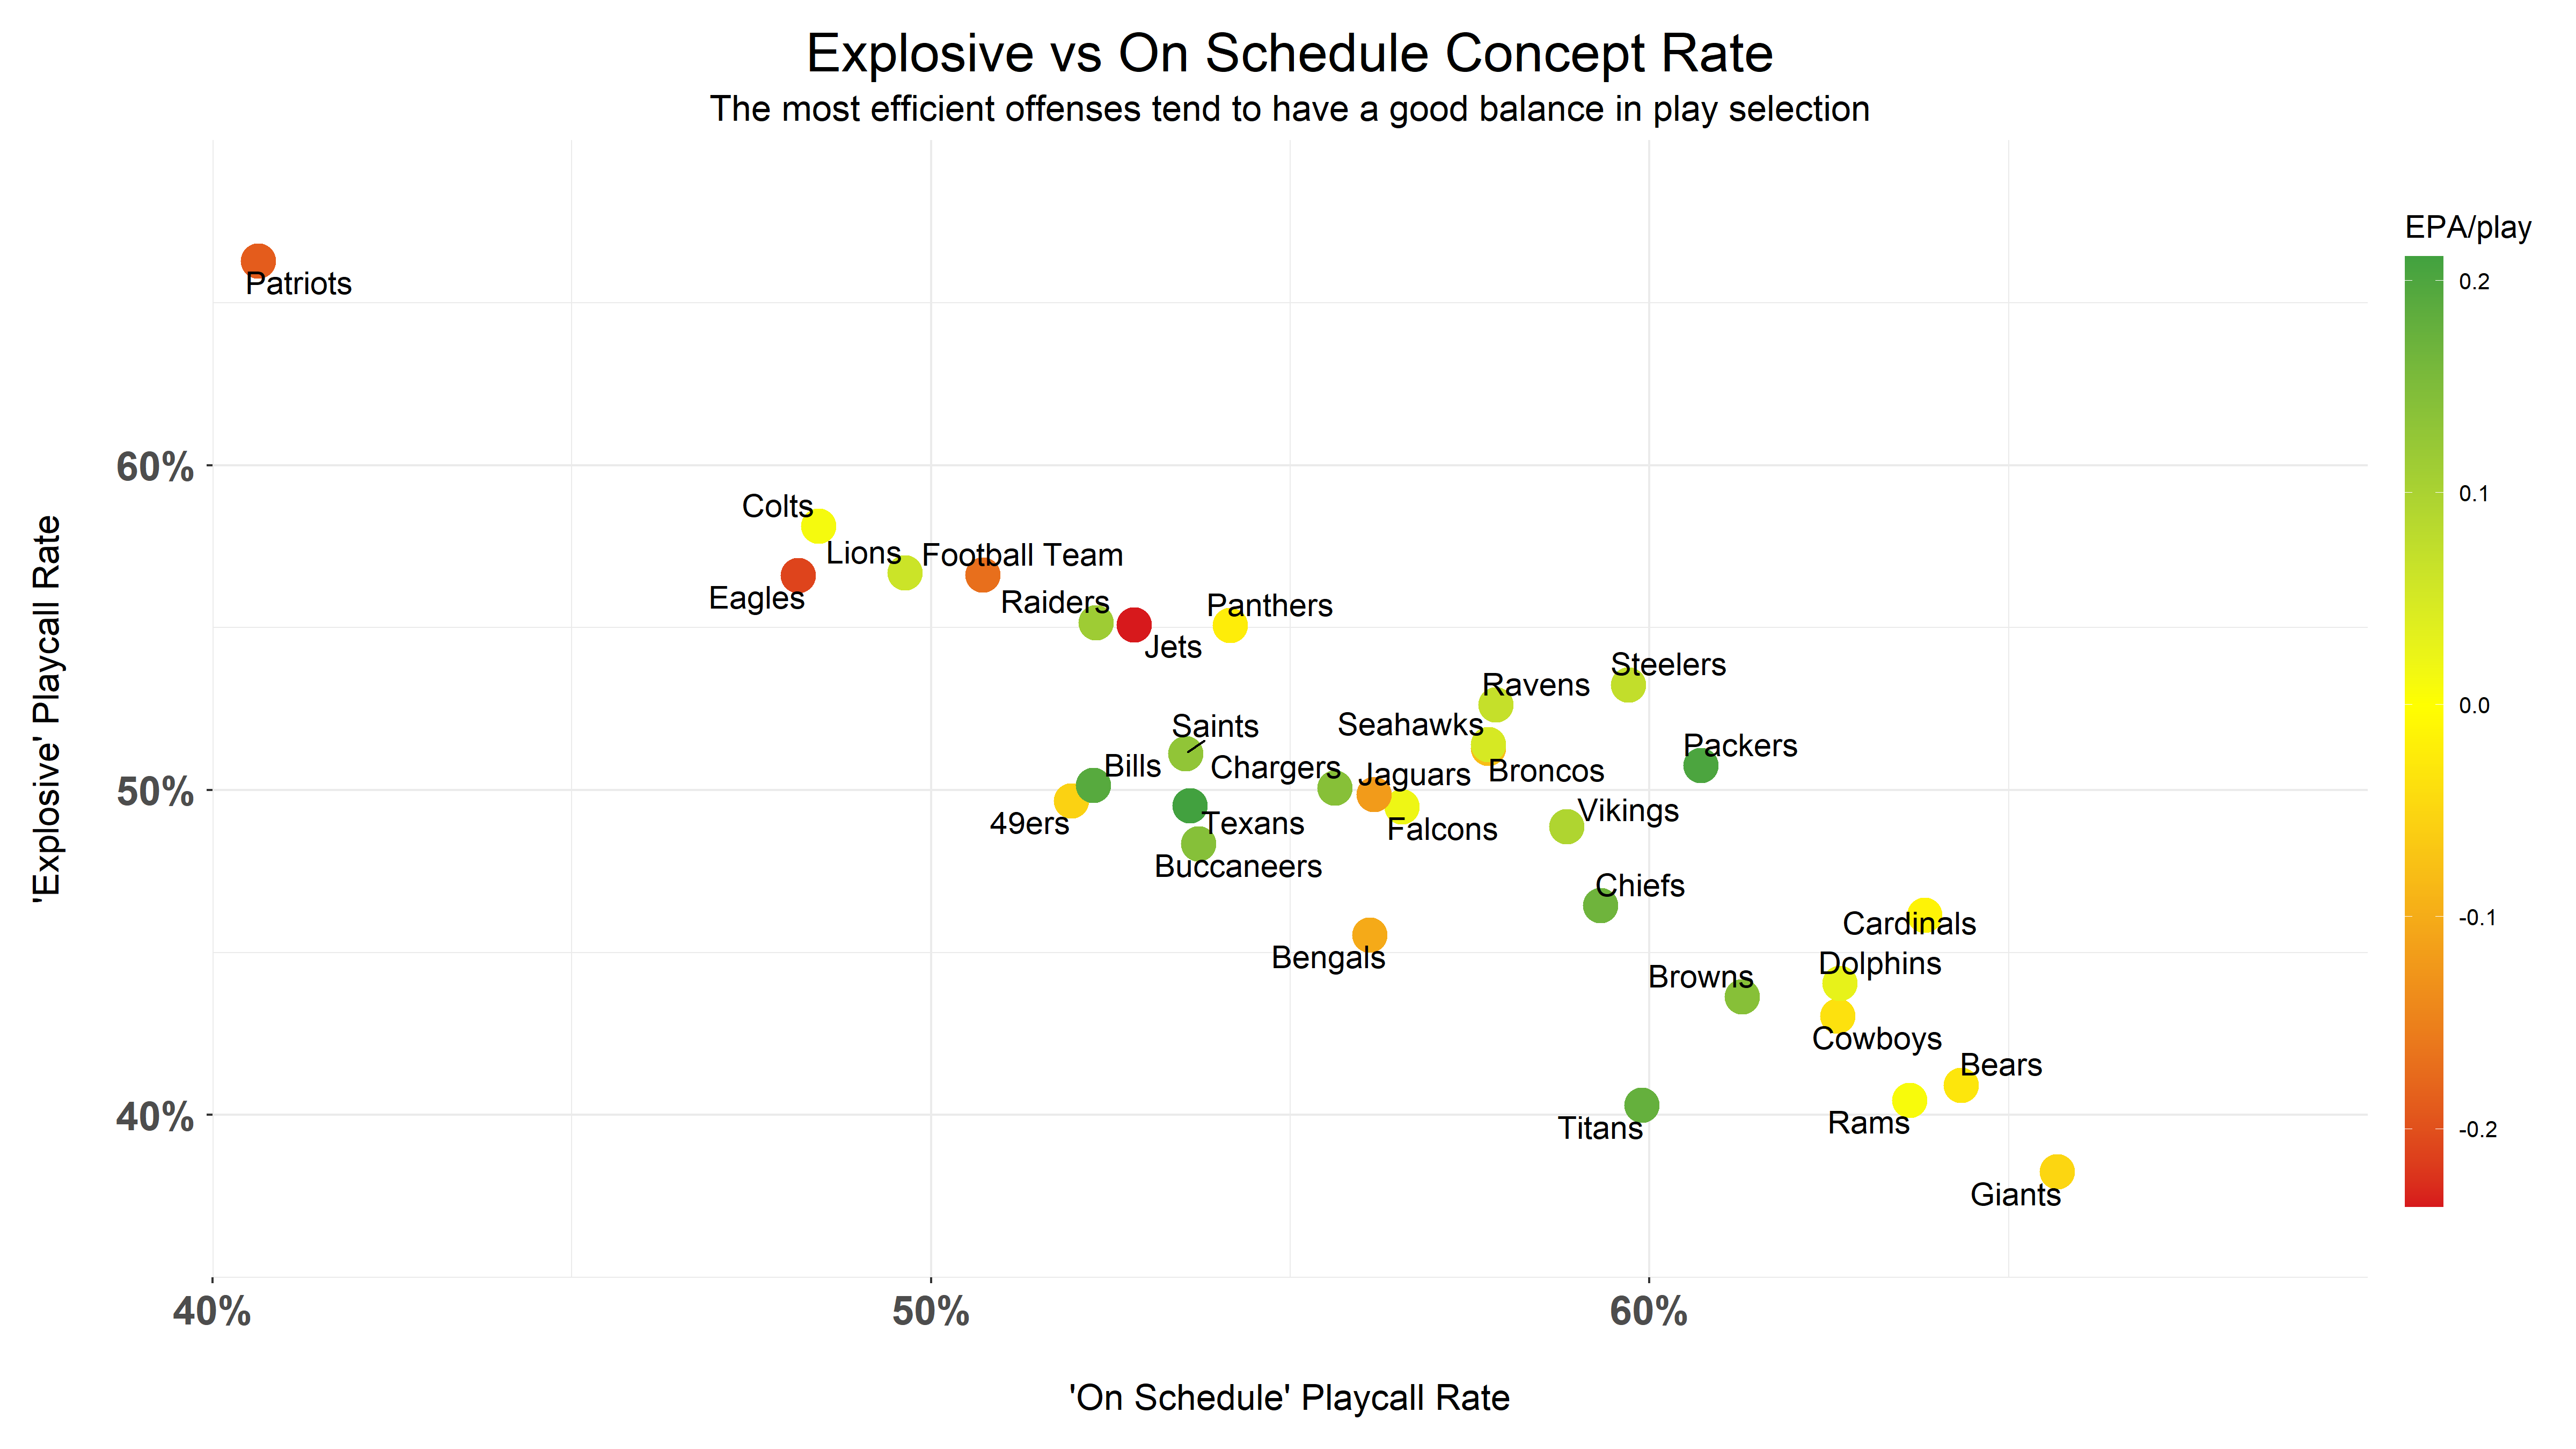 Explosive vs On Schedule Concept Rate
The most efficient offenses tend to have a good balance in play selection
EPA/play
0.2
0.1
0.0
-0.1
-0.2
'Explosive' Playcall Rate
60%
50%
40%
Patriots
Colts
Lions
Football Team
Eagles
Raiders
Panthers
Jets
Steelers
Ravens
Seahawks
Saints
Packers
Bills
Chargers
Jaguars
Broncos
49ers
Texans
Falcons
Vikings
Buccaneers
Chiefs
Cardinals
Bengals
Dolphins
Browns
Cowboys
Bears
Titans
Rams
Giants
40%
50%
60%
'On Schedule' Playcall Rate